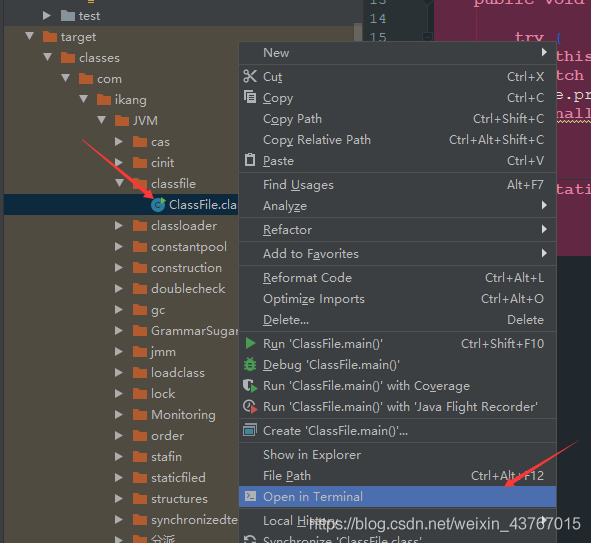 test
target
classes
com
ikang
JVM
cas
cinit
classfile
ClassFile.cla
classloader
constantpool
construction
doublecheck
gc
GrammarSugar
jmm
loadclass
lock
Monitoring
order
stafin
staticfiled
structures
synchronizedte
分派
13
14
15
public void
try {
this
tch
e.pr
nall
tati
New
Cut Ctrl+X
Copy Ctrl+C
Copy Path Ctrl+Shift+C
Copy Relative Path Ctrl+Alt+Shift+C
Paste Ctrl+V
Find Usages Alt+F7
Analyze
Refactor
Add to Favorites
Reformat Code Ctrl+Alt+L
Optimize Imports Ctrl+Alt+O
Delete... Delete
Run 'ClassFile.main()' Ctrl+Shift+F10
Debug 'ClassFile.main()'
Run 'ClassFile.main()' with Coverage
Run 'ClassFile.main()' with 'Java Flight Recorder'
Create 'ClassFile.main()'...
Show in Explorer
File Path Ctrl+Alt+F12
Open in Terminal
Local History
Synchronize 'ClassFile.class'
https://blog.csdn.net/weixin_43767015